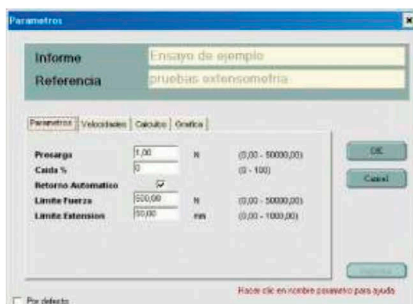 Parametros
Informe Ensayo de ejemplo
Referencia pruebas extensometria
Parametros Velocidades Calculos Grafica
Precarga 1,00 N (0,00 - 50000,00)
Caida % 0 (0 - 100)
Retorno Automatico
Limite Fuerza 500,00 N (0,00 - 50000,00)
Limite Extension 50,00 mm (0,00 - 1000,00)
OK
Cancel
Hacer clic en nombre parametro para ayuda
Por defecto